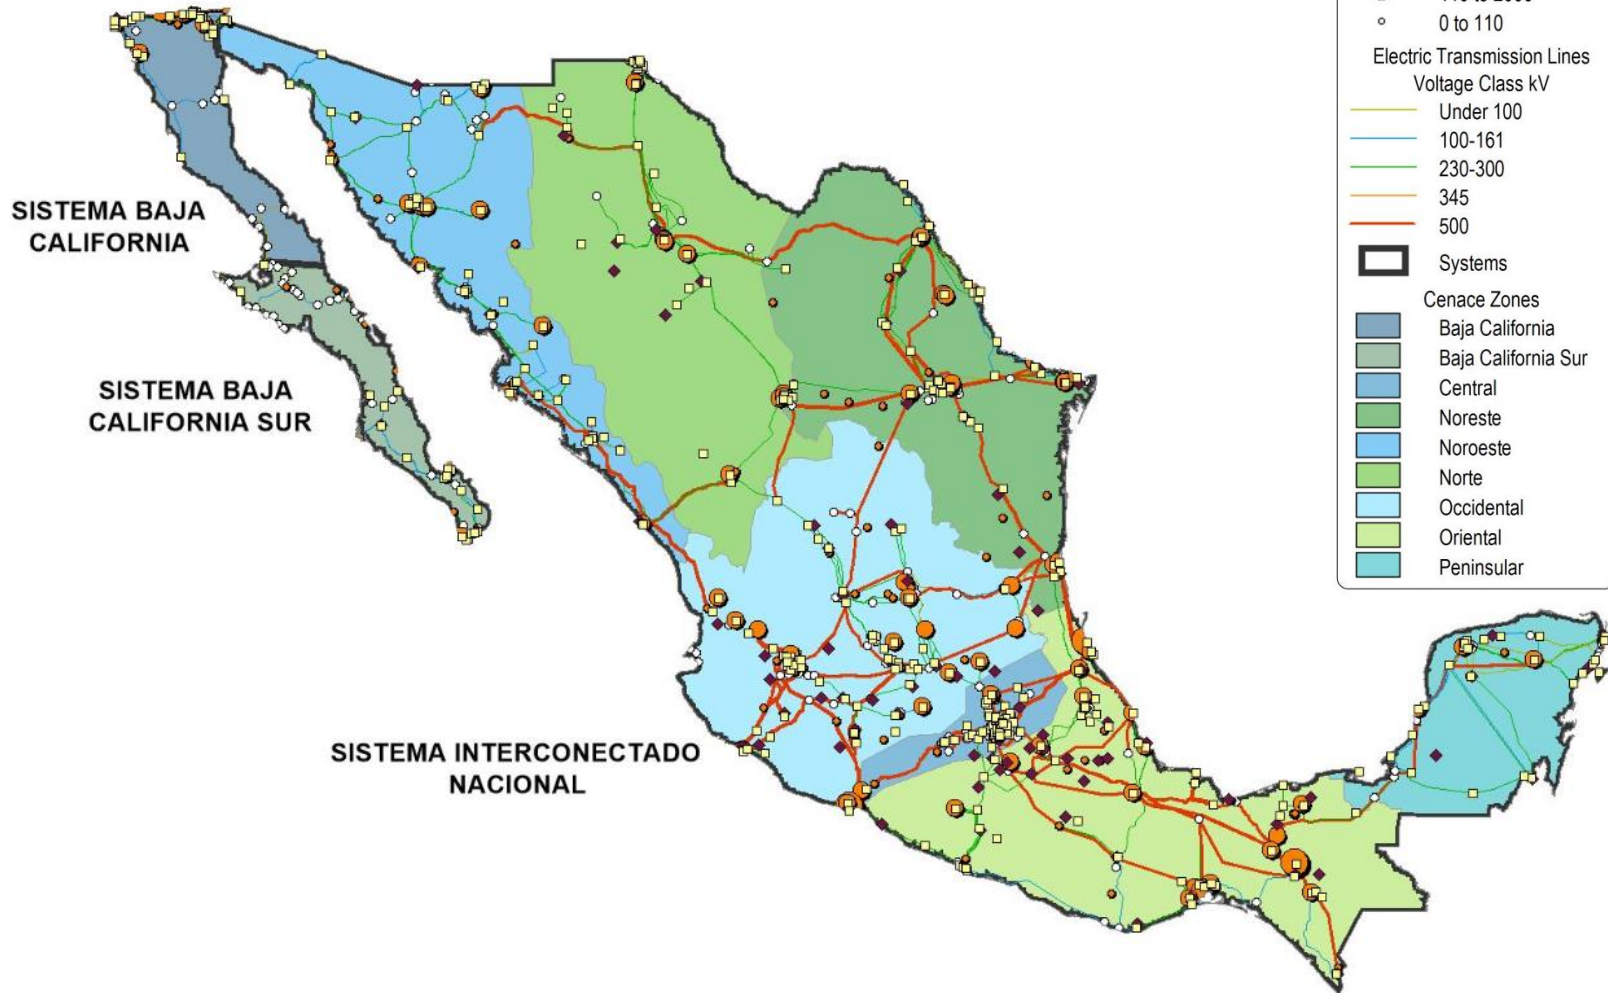 0 to 110
Electric Transmission Lines
Voltage Class kV
Under 100
100-161
230-300
345
500
Systems
Cenace Zones
Baja California
Baja California Sur
Central
Noreste
Noroeste
Norte
Occidental
Oriental
Peninsular
SISTEMA BAJA
CALIFORNIA
SISTEMA BAJA
CALIFORNIA SUR
SISTEMA INTERCONECTADO
NACIONAL